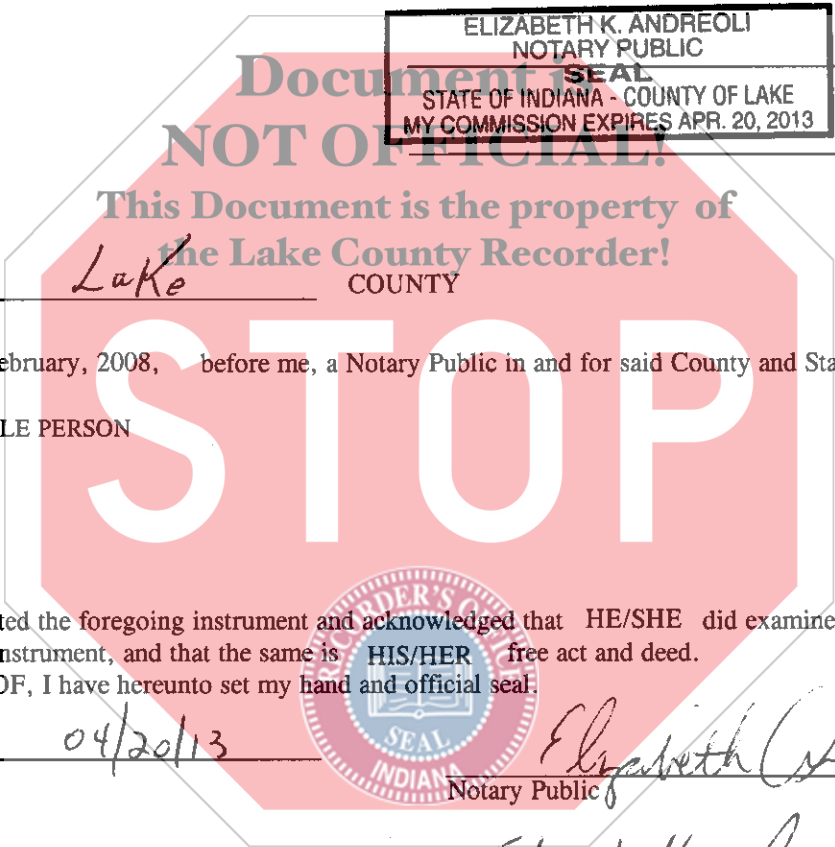 ELIZABETH K. ANDREOLI
NOTARY PUBLIC
SEAL
STATE OF INDIANA - COUNTY OF LAKE
MY COMMISSION EXPIRES APR. 20, 2013
Document is
NOT OFFICIAL!
This Document is the property of
the Lake County Recorder!
Lake COUNTY
ebruary, 2008, before me, a Notary Public in and for said County and Sta
LE PERSON
STOP
ted the foregoing instrument and acknowledged that HE/SHE did examine
nstrument, and that the same is HIS/HER free act and deed.
OF, I have hereunto set my hand and official seal.
RECORDER'S OFFICE
SEAL
INDIANA
04/20/13 Elizabeth
Notary Public